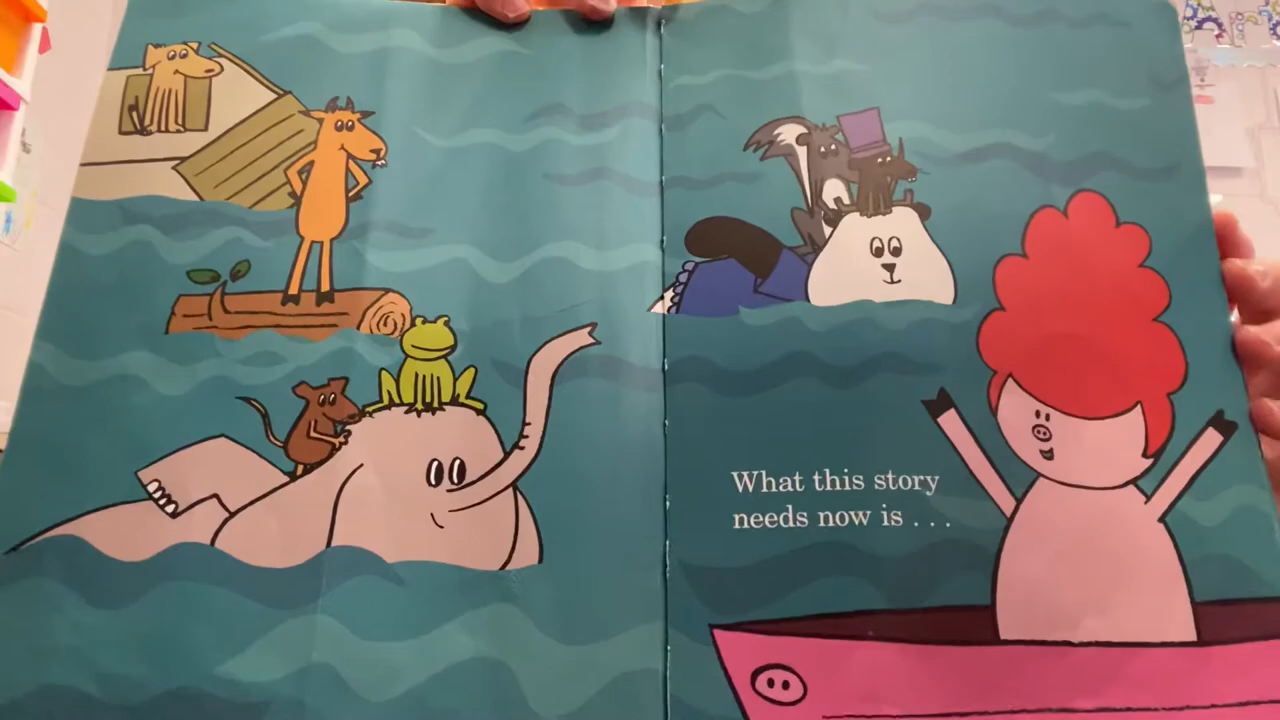 What this story
needs now is . . .